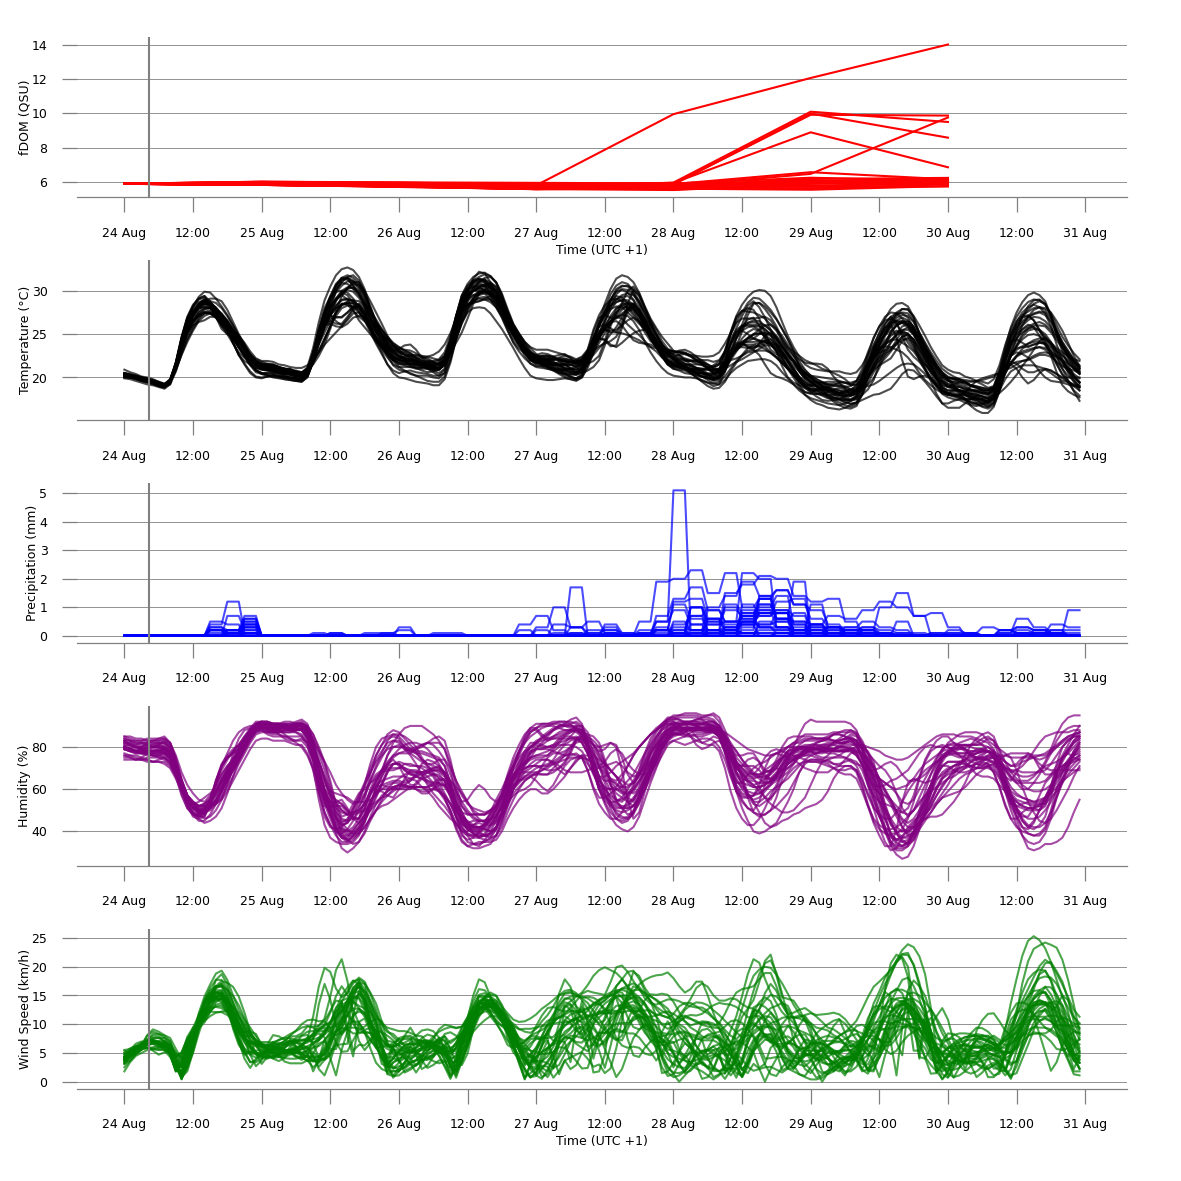 14
12
10
8
6
fDOM (QSU)
24 Aug 12:00 25 Aug 12:00 26 Aug 12:00 27 Aug 12:00 28 Aug 12:00 29 Aug 12:00 30 Aug 12:00 31 Aug
Time (UTC +1)
30
25
20
Temperature (°C)
24 Aug 12:00 25 Aug 12:00 26 Aug 12:00 27 Aug 12:00 28 Aug 12:00 29 Aug 12:00 30 Aug 12:00 31 Aug
5
4
3
2
1
0
Precipitation (mm)
24 Aug 12:00 25 Aug 12:00 26 Aug 12:00 27 Aug 12:00 28 Aug 12:00 29 Aug 12:00 30 Aug 12:00 31 Aug
80
60
40
Humidity (%)
24 Aug 12:00 25 Aug 12:00 26 Aug 12:00 27 Aug 12:00 28 Aug 12:00 29 Aug 12:00 30 Aug 12:00 31 Aug
25
20
15
10
5
0
Wind Speed (km/h)
24 Aug 12:00 25 Aug 12:00 26 Aug 12:00 27 Aug 12:00 28 Aug 12:00 29 Aug 12:00 30 Aug 12:00 31 Aug
Time (UTC +1)